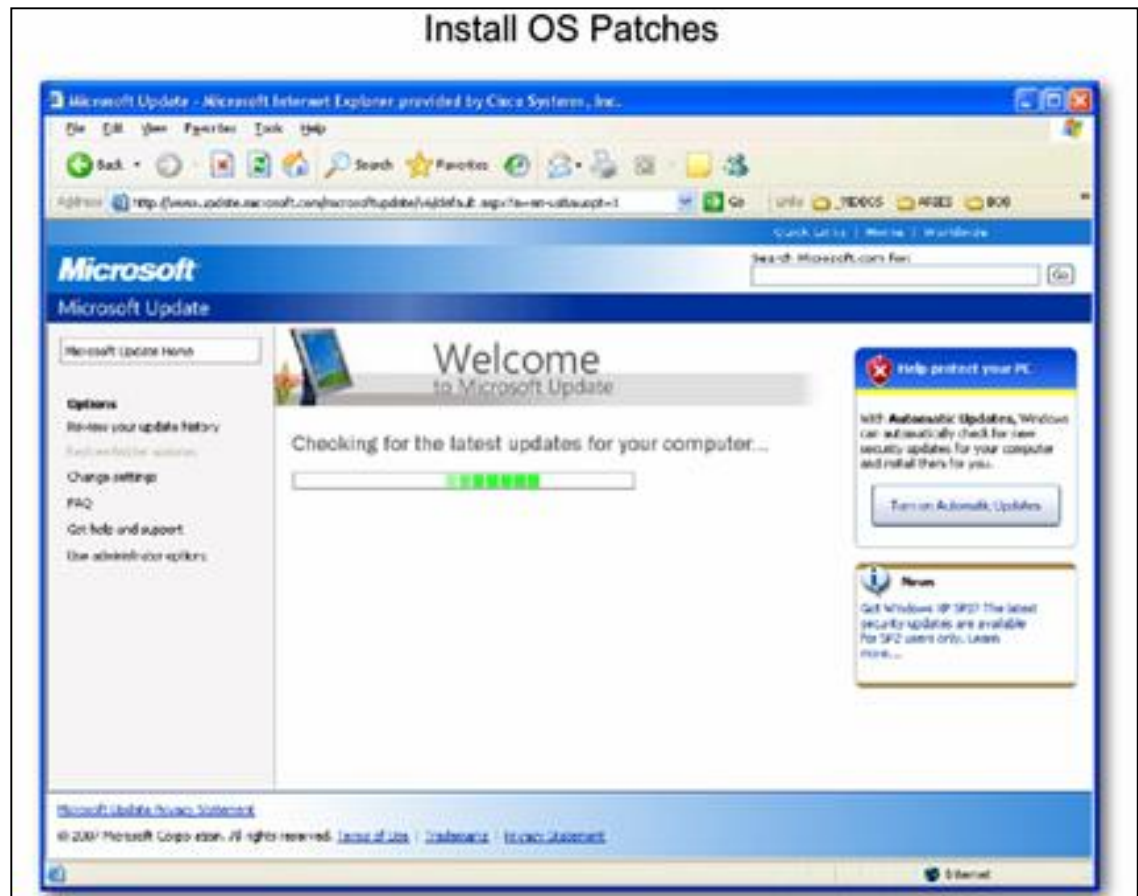 Install OS Patches
Microsoft Update - Microsoft Internet Explorer provided by Cisco Systems, Inc.
File Edit View Favorites Tools Help
Back Search Favorites
Address Go
Quick Links | Home | Worldwide
Microsoft
Search Microsoft.com for:
Go
Microsoft Update
Microsoft Update Home
Options
Review your update history
Change settings
FAQ
Get help and support
Use administrator options
Welcome
to Microsoft Update
Checking for the latest updates for your computer...
Help protect your PC
With Automatic Updates, Windows
can automatically check for new
security updates for your computer
and install them for you.
Turn on Automatic Updates
News
Got Windows XP SP2? The latest
security updates are available
for SP2 users only. Learn
more...
Microsoft Update Privacy Statement
© 2007 Microsoft Corporation. All rights reserved. Terms of Use | Trademarks | Privacy Statement
Internet